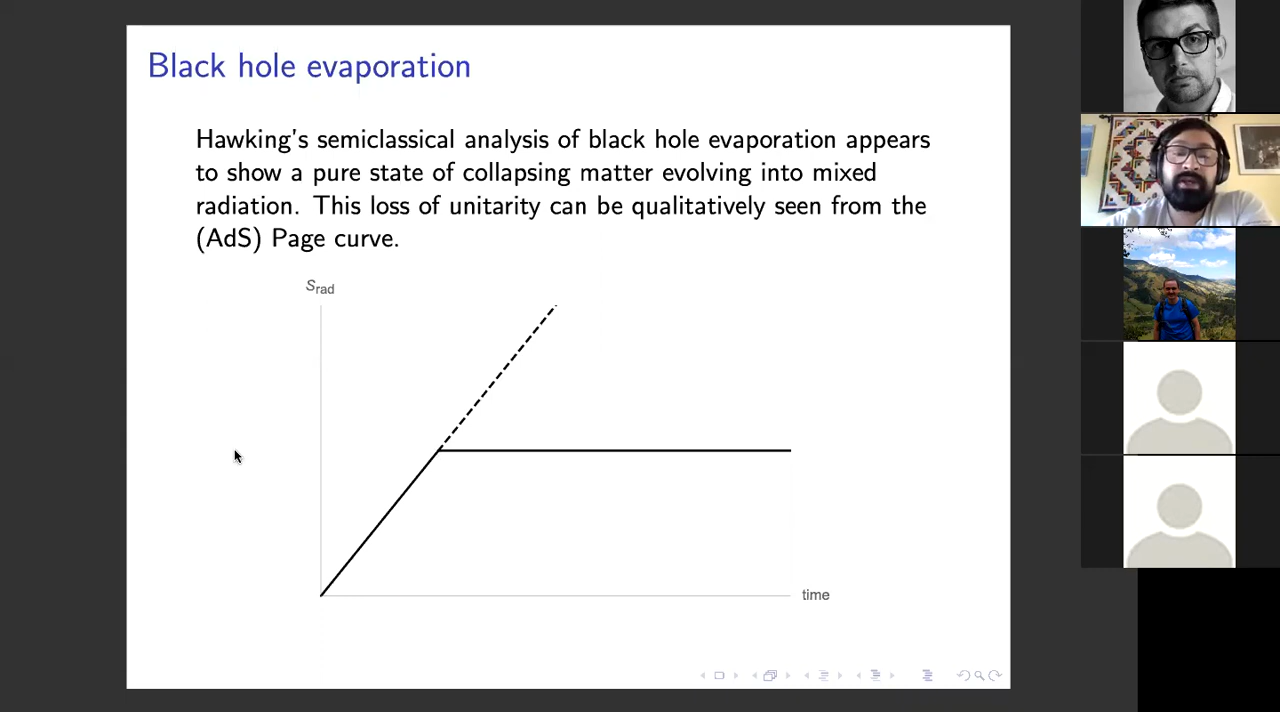 Black hole evaporation
Hawking's semiclassical analysis of black hole evaporation appears
to show a pure state of collapsing matter evolving into mixed
radiation. This loss of unitarity can be qualitatively seen from the
(AdS) Page curve.
Srad
time